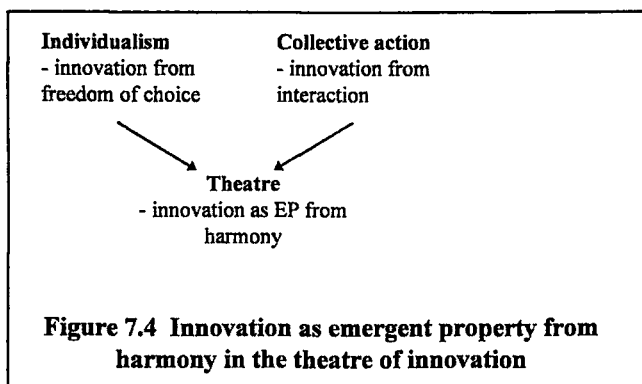 Individualism
- innovation from
freedom of choice
Collective action
- innovation from
interaction
Theatre
- innovation as EP from
harmony
Figure 7.4 Innovation as emergent property from
harmony in the theatre of innovation